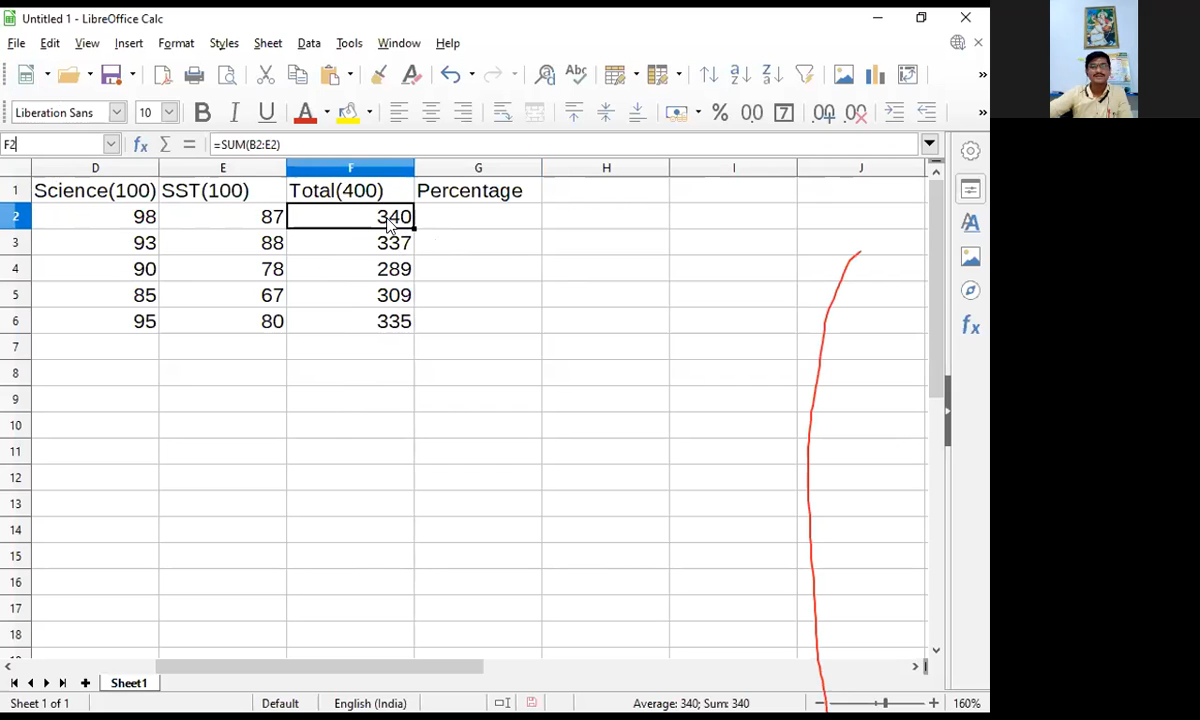 Untitled 1 - LibreOffice Calc
File Edit View Insert Format Styles Sheet Data Tools Window Help
Liberation Sans 10
F2 =SUM(B2:E2)
D E F G H I J
1 Science(100) SST(100) Total(400) Percentage
2 98 87 340
3 93 88 337
4 90 78 289
5 85 67 309
6 95 80 335
7
8
9
10
11
12
13
14
15
16
17
18
Sheet1
Sheet 1 of 1 Default English (India) Average: 340; Sum: 340 160%